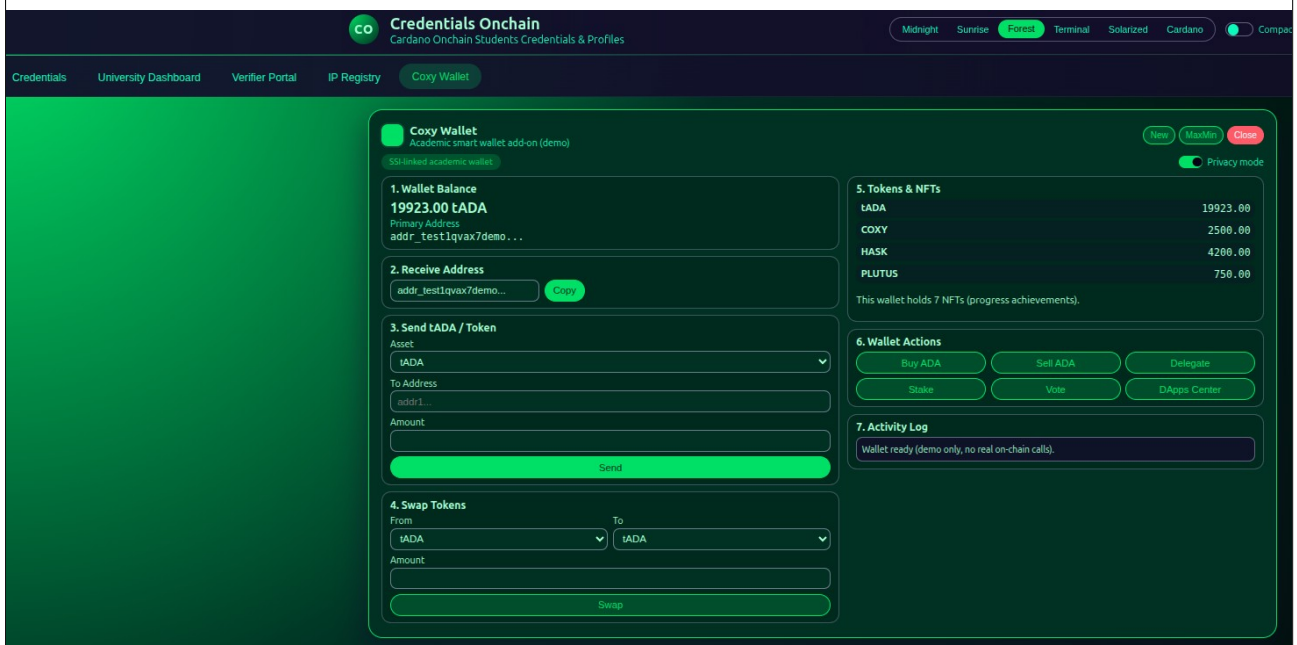 CO
Credentials Onchain
Cardano Onchain Students Credentials & Profiles
Midnight Sunrise Forest Terminal Solarized Cardano Compac
Credentials University Dashboard Verifier Portal IP Registry Coxy Wallet
Coxy Wallet
Academic smart wallet add-on (demo)
New MaxMin Close
SSI-linked academic wallet
Privacy mode
1. Wallet Balance
19923.00 tADA
Primary Address
addr_test1qvax7demo...
2. Receive Address
addr_test1qvax7demo... Copy
3. Send tADA / Token
Asset
tADA
To Address
addr1...
Amount
Send
4. Swap Tokens
From To
tADA tADA
Amount
Swap
5. Tokens & NFTs
tADA 19923.00
COXY 2500.00
HASK 4200.00
PLUTUS 750.00
This wallet holds 7 NFTs (progress achievements).
6. Wallet Actions
Buy ADA Sell ADA Delegate
Stake Vote DApps Center
7. Activity Log
Wallet ready (demo only, no real on-chain calls).